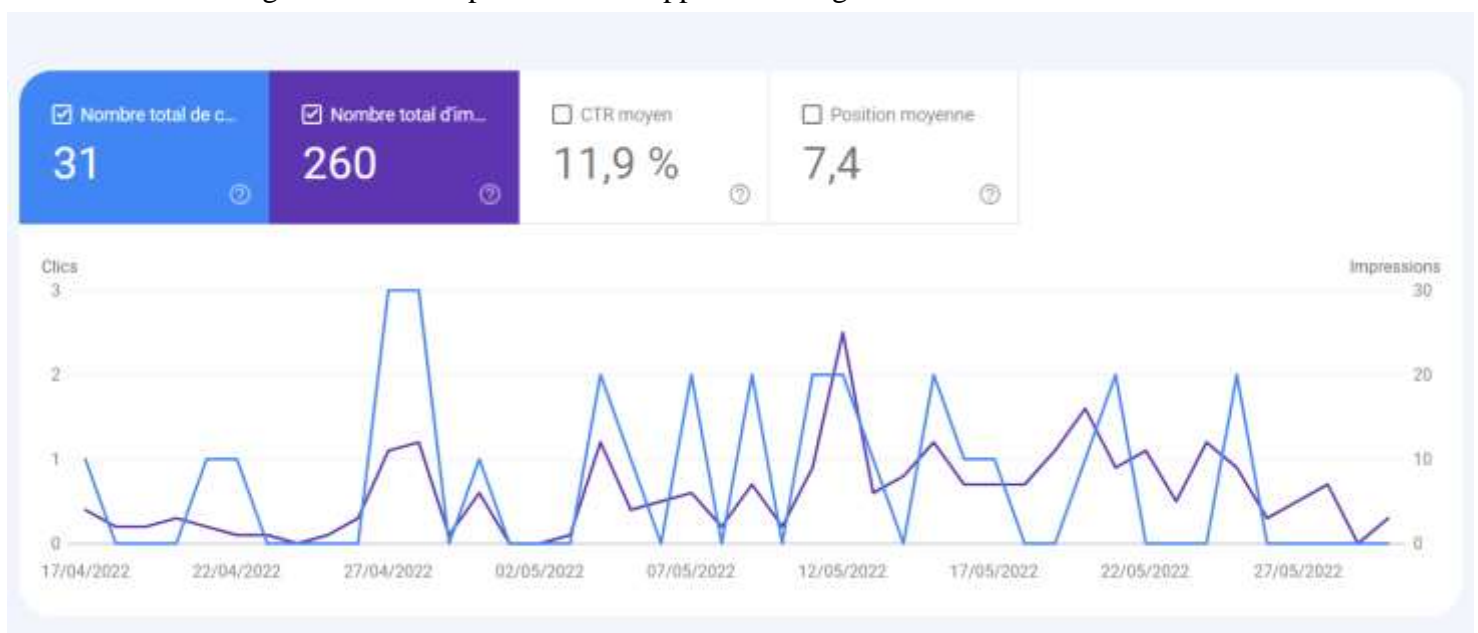 Nombre total de c...
31
Nombre total d'im...
260
CTR moyen
11,9 %
Position moyenne
7,4
Clics
Impressions
3
30
2
20
1
10
0
0
17/04/2022 22/04/2022 27/04/2022 02/05/2022 07/05/2022 12/05/2022 17/05/2022 22/05/2022 27/05/2022